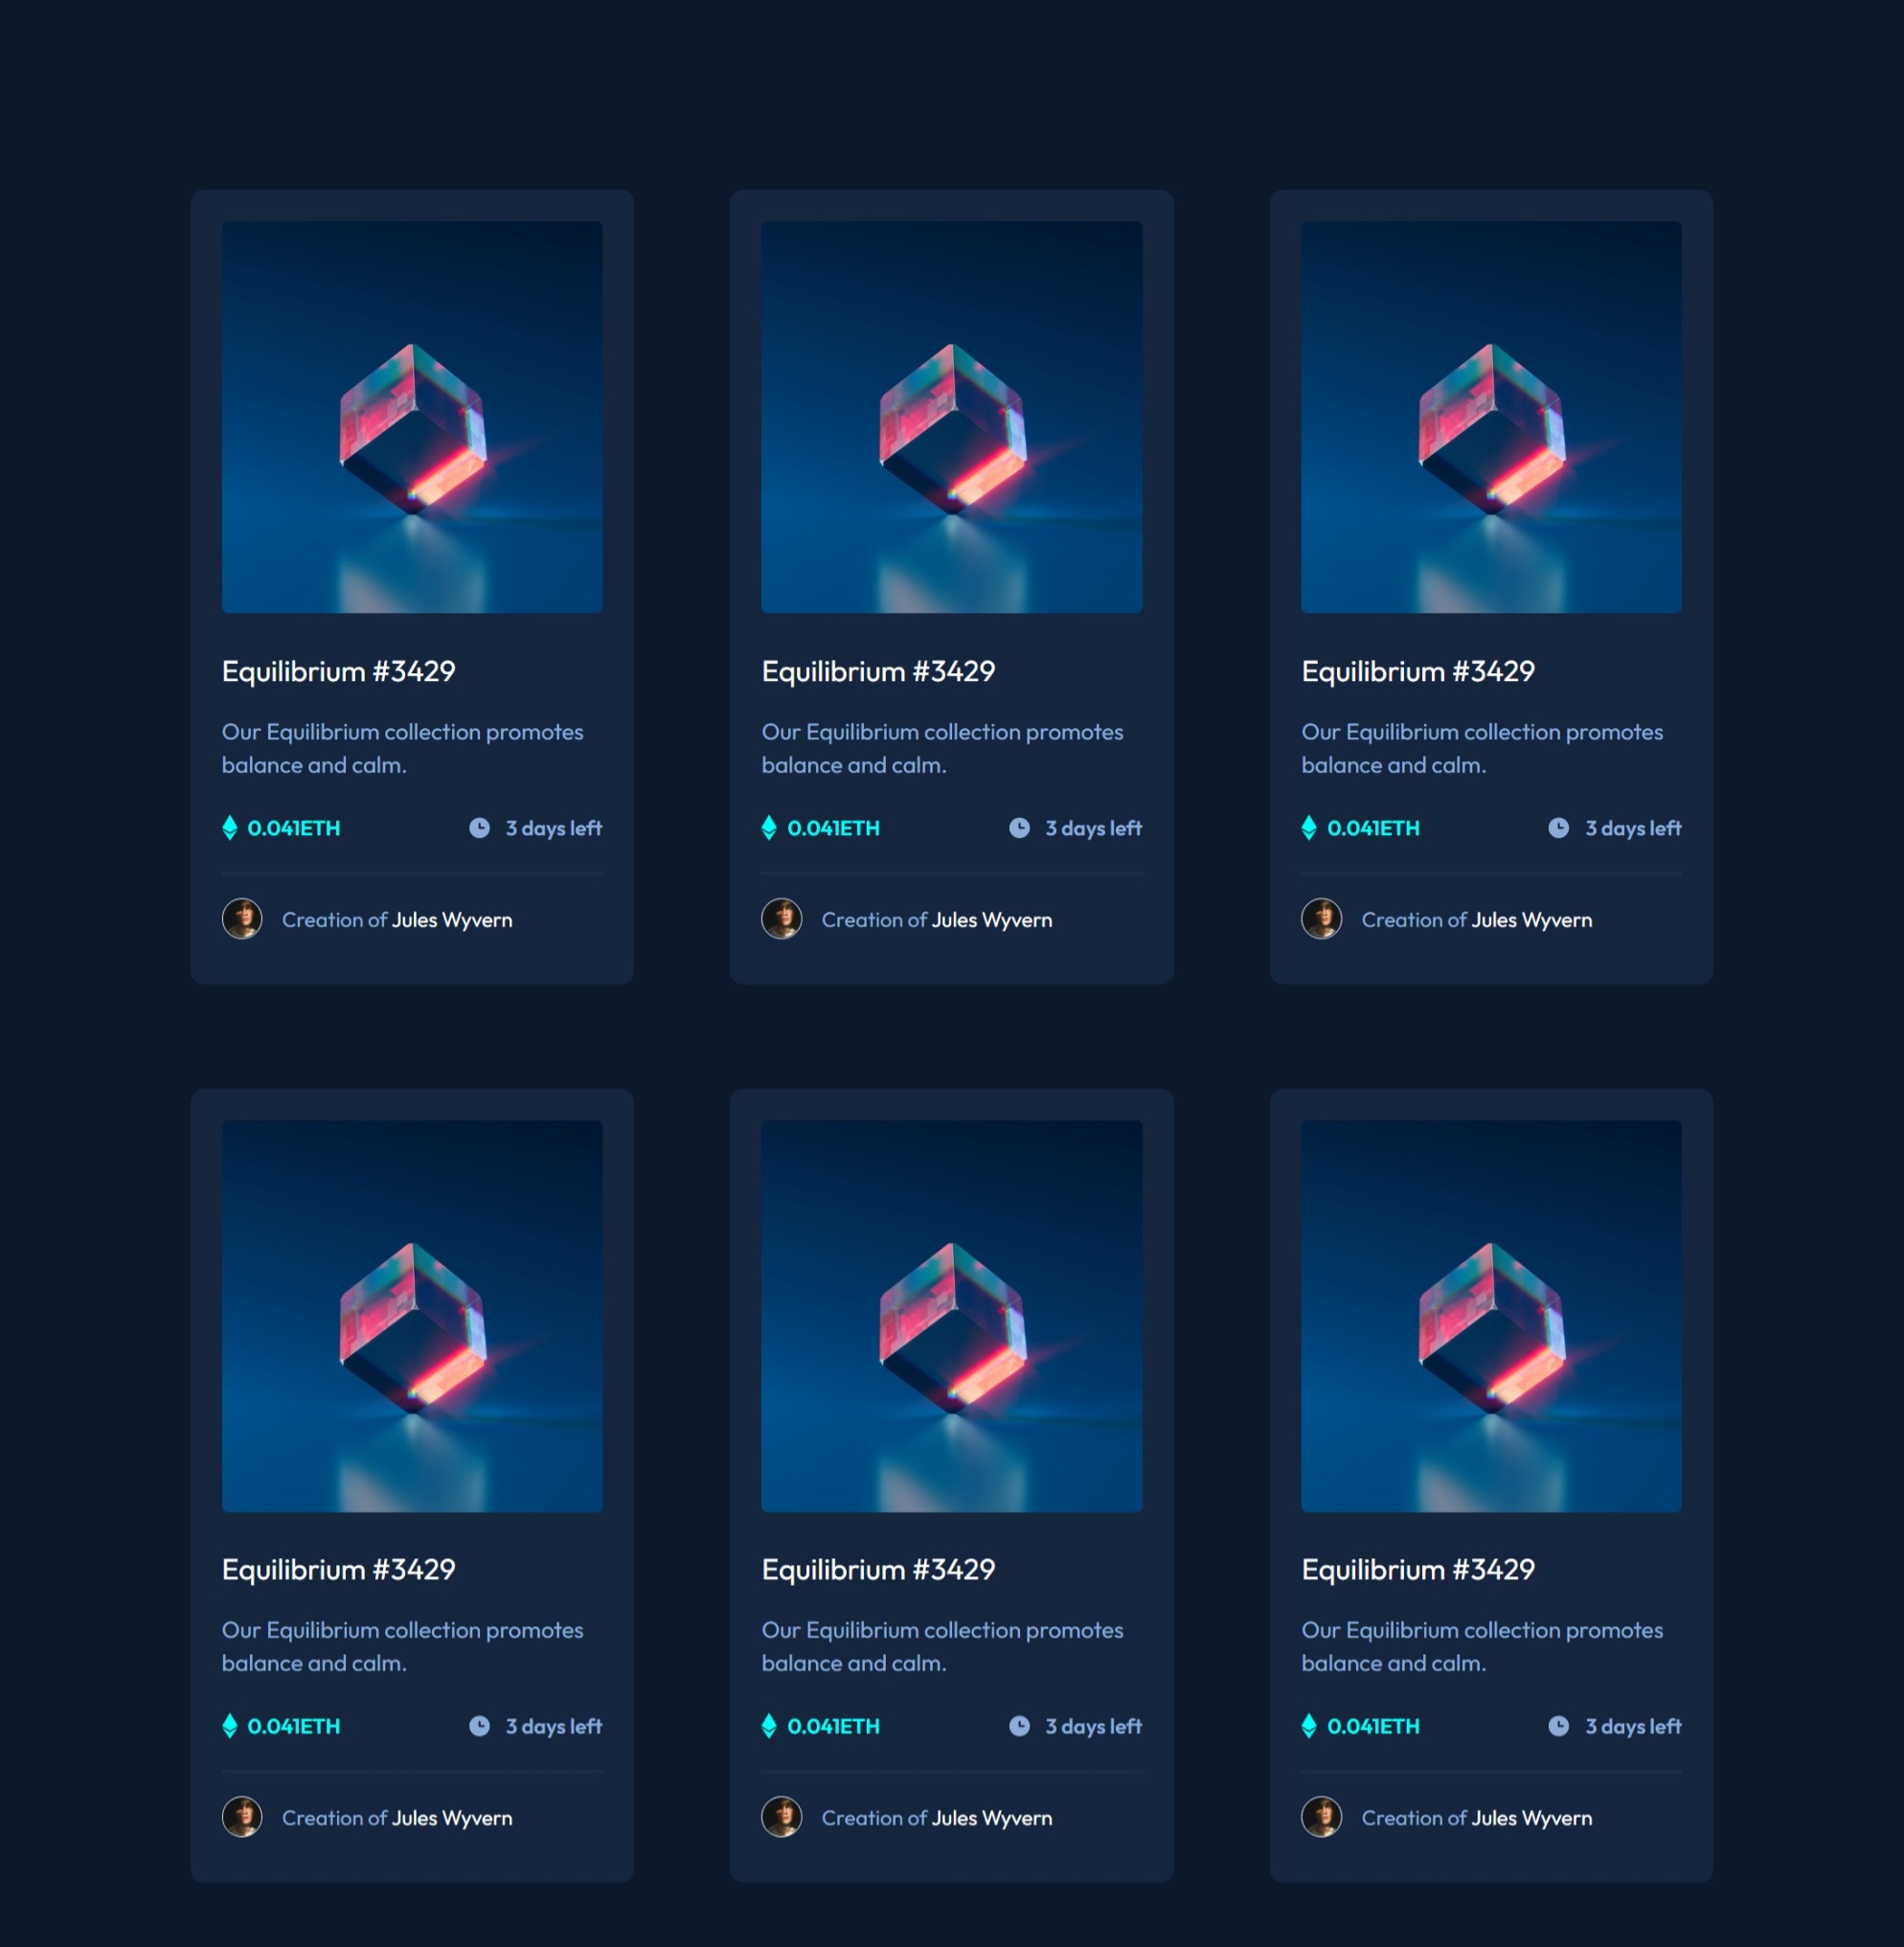 Equilibrium #3429
Our Equilibrium collection promotes
balance and calm.
0.041ETH
3 days left
Creation of Jules Wyvern
Equilibrium #3429
Our Equilibrium collection promotes
balance and calm.
0.041ETH
3 days left
Creation of Jules Wyvern
Equilibrium #3429
Our Equilibrium collection promotes
balance and calm.
0.041ETH
3 days left
Creation of Jules Wyvern
Equilibrium #3429
Our Equilibrium collection promotes
balance and calm.
0.041ETH
3 days left
Creation of Jules Wyvern
Equilibrium #3429
Our Equilibrium collection promotes
balance and calm.
0.041ETH
3 days left
Creation of Jules Wyvern
Equilibrium #3429
Our Equilibrium collection promotes
balance and calm.
0.041ETH
3 days left
Creation of Jules Wyvern